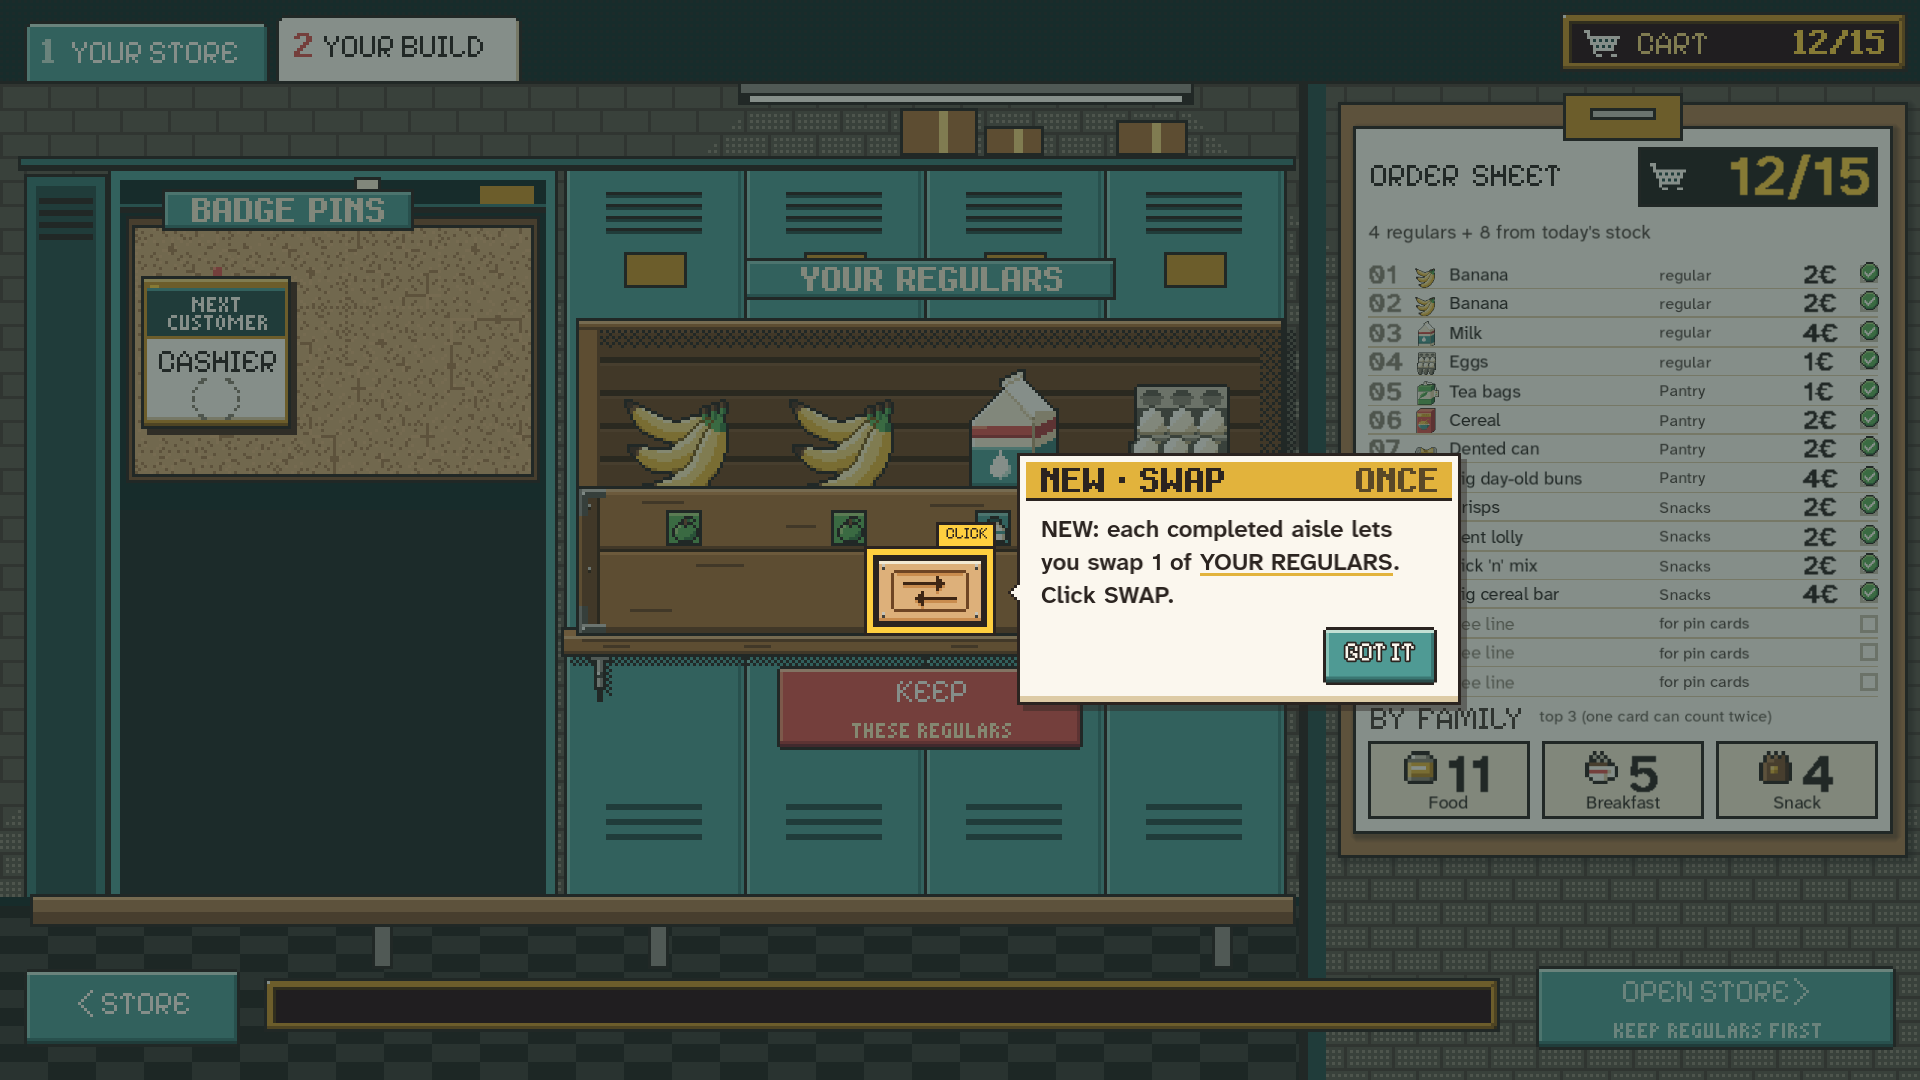 1 YOUR STORE
2 YOUR BUILD
CART 12/15
BADGE PINS
NEXT
CUSTOMER
CASHIER
YOUR REGULARS
CLICK
NEW · SWAP ONCE
NEW: each completed aisle lets
you swap 1 of YOUR REGULARS.
Click SWAP.
GOT IT
KEEP
THESE REGULARS
ORDER SHEET 12/15
4 regulars + 8 from today's stock
01 Banana regular 2€
02 Banana regular 2€
03 Milk regular 4€
04 Eggs regular 1€
05 Tea bags Pantry 1€
06 Cereal Pantry 2€
07 Dented can Pantry 2€
ig day-old buns Pantry 4€
risps Snacks 2€
ent lolly Snacks 2€
ick 'n' mix Snacks 2€
ig cereal bar Snacks 4€
ee line for pin cards
ee line for pin cards
ee line for pin cards
BY FAMILY top 3 (one card can count twice)
11 Food
5 Breakfast
4 Snack
< STORE
OPEN STORE >
KEEP REGULARS FIRST